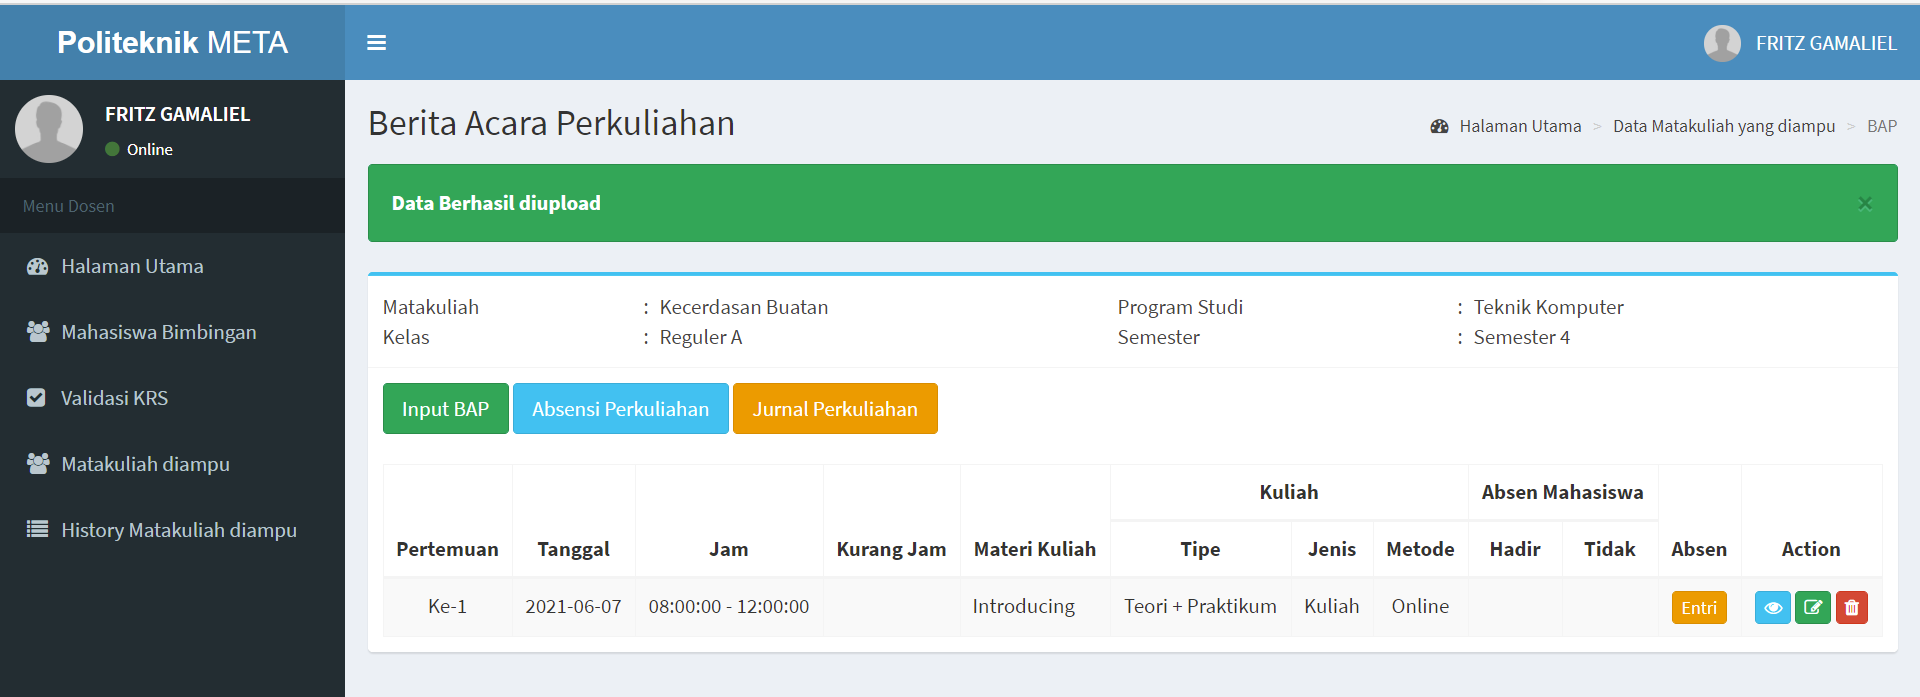 Politeknik META
FRITZ GAMALIEL
FRITZ GAMALIEL
Online
Menu Dosen
Halaman Utama
Mahasiswa Bimbingan
Validasi KRS
Matakuliah diampu
History Matakuliah diampu
Berita Acara Perkuliahan
Halaman Utama > Data Matakuliah yang diampu > BAP
Data Berhasil diupload ×
Matakuliah : Kecerdasan Buatan Program Studi : Teknik Komputer
Kelas : Reguler A Semester : Semester 4
Input BAP Absensi Perkuliahan Jurnal Perkuliahan
Kuliah Absen Mahasiswa
Pertemuan Tanggal Jam Kurang Jam Materi Kuliah Tipe Jenis Metode Hadir Tidak Absen Action
Ke-1 2021-06-07 08:00:00 - 12:00:00 Introducing Teori + Praktikum Kuliah Online Entri